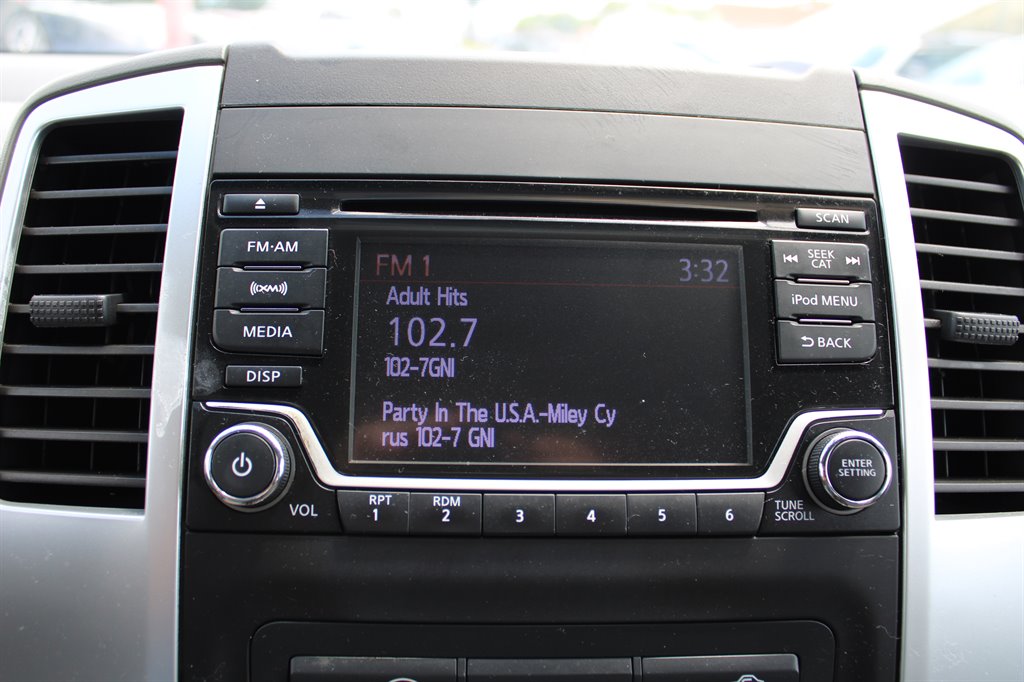 SCAN
FM·AM
SEEK
CAT
((XM))
iPod MENU
MEDIA
BACK
DISP
FM 1 3:32
Adult Hits
102.7
102-7GNI
Party In The U.S.A.-Miley Cy
rus 102-7 GNI
VOL
RPT
1
RDM
2
3
4
5
6
ENTER
SETTING
TUNE
SCROLL